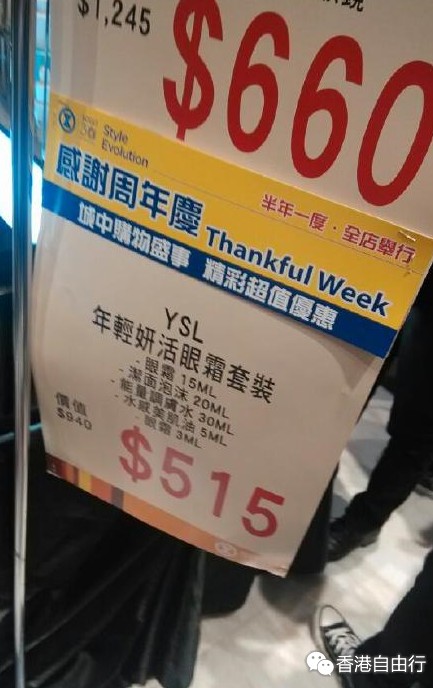 $1,245
$660
Style
Evolution
感謝周年慶 Thankful Week
半年一度·全店舉行
城中購物盛事 精彩超值優惠
YSL
年輕妍活眼霜套裝
- 眼霜 15ML
- 潔面泡沫 20ML
- 能量調膚水 30ML
- 水感美肌油 5ML
- 眼霜 3ML
價值
$940
$515
香港自由行